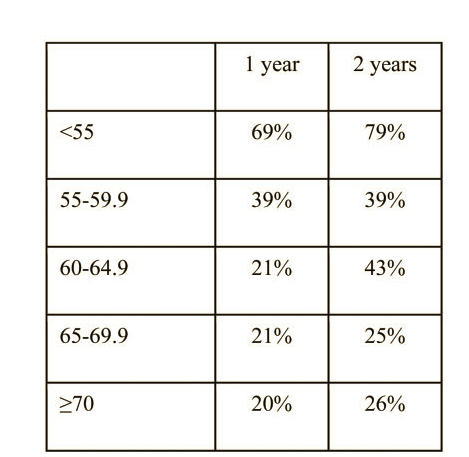 1 year 2 years
<55 69% 79%
55-59.9 39% 39%
60-64.9 21% 43%
65-69.9 21% 25%
≥70 20% 26%